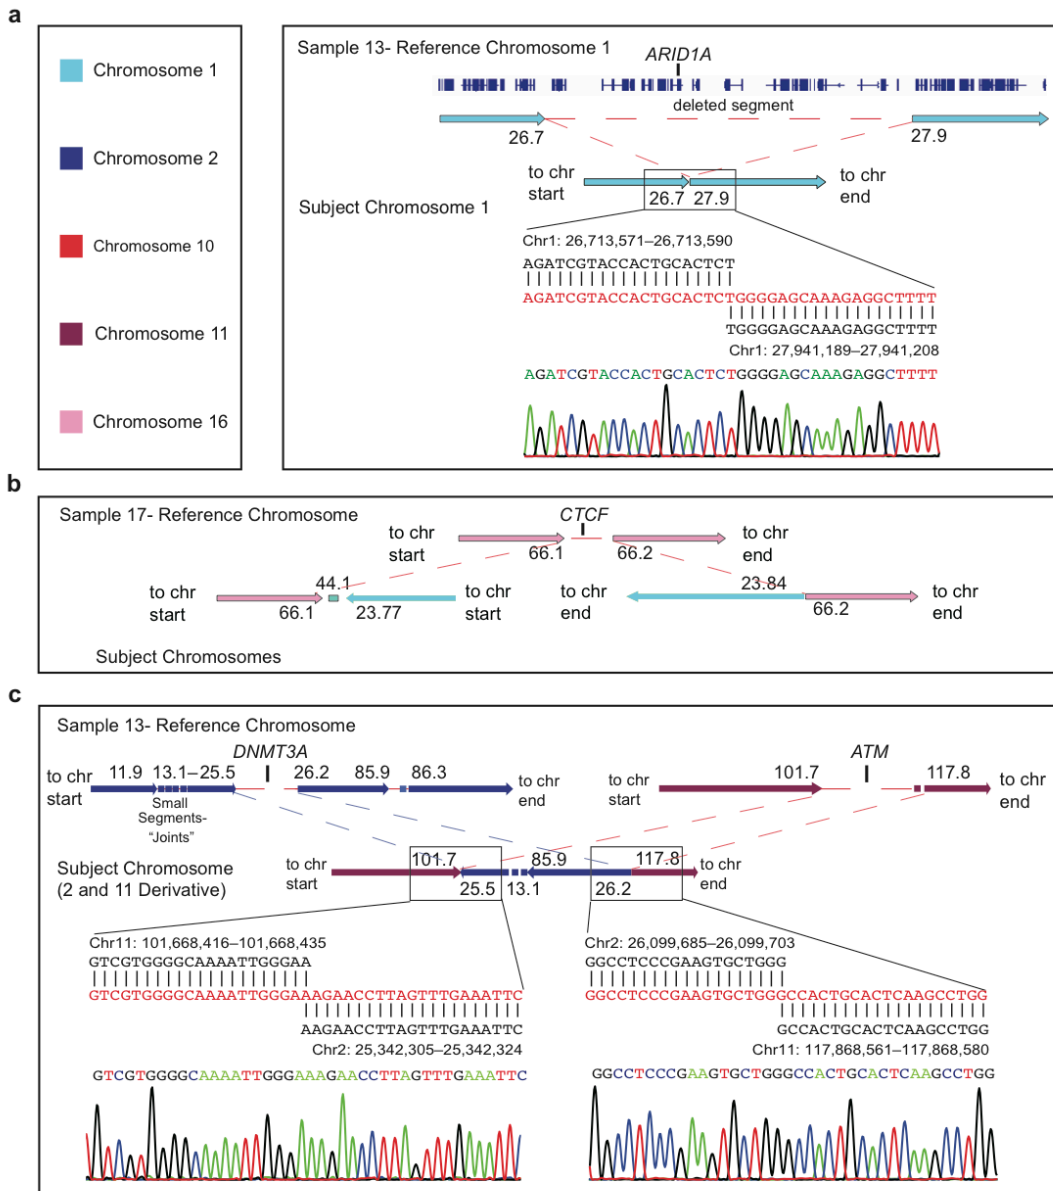 a
Chromosome 1
Chromosome 2
Chromosome 10
Chromosome 11
Chromosome 16
Sample 13- Reference Chromosome 1
ARID1A
deleted segment
26.7
27.9
to chr start
to chr end
26.7 27.9
Subject Chromosome 1
Chr1: 26,713,571–26,713,590
AGATCGTACCACTGCACTCT
AGATCGTACCACTGCACTCTGGGGAGCAAAGAGGCTTTT
TGGGGAGCAAAGAGGCTTTT
Chr1: 27,941,189–27,941,208
AGATCGTACCACTGCACTCTGGGGAGCAAAGAGGCTTTT
b
Sample 17- Reference Chromosome
CTCF
to chr start
66.1
66.2
to chr end
to chr start
66.1
44.1
23.77
to chr start
to chr end
23.84
66.2
to chr end
Subject Chromosomes
c
Sample 13- Reference Chromosome
DNMT3A
ATM
to chr start
11.9
13.1–25.5
26.2
85.9
86.3
to chr end
Small Segments- "Joints"
to chr start
101.7
117.8
to chr end
Subject Chromosome
(2 and 11 Derivative)
to chr start
101.7
25.5
13.1
85.9
26.2
117.8
to chr end
Chr11: 101,668,416–101,668,435
GTCGTGGGGCAAAATTGGGAA
GTCGTGGGGCAAAATTGGGAAAGAACCTTAGTTTGAAATTC
AAGAACCTTAGTTTGAAATTC
Chr2: 25,342,305–25,342,324
GTCGTGGGGCAAAATTGGGAAAGAACCTTAGTTTGAAATTC
Chr2: 26,099,685–26,099,703
GGCCTCCCGAAGTGCTGGG
GGCCTCCCGAAGTGCTGGGCCACTGCACTCAAGCCTGG
GCCACTGCACTCAAGCCTGG
Chr11: 117,868,561–117,868,580
GGCCTCCCGAAGTGCTGGGCCACTGCACTCAAGCCTGG